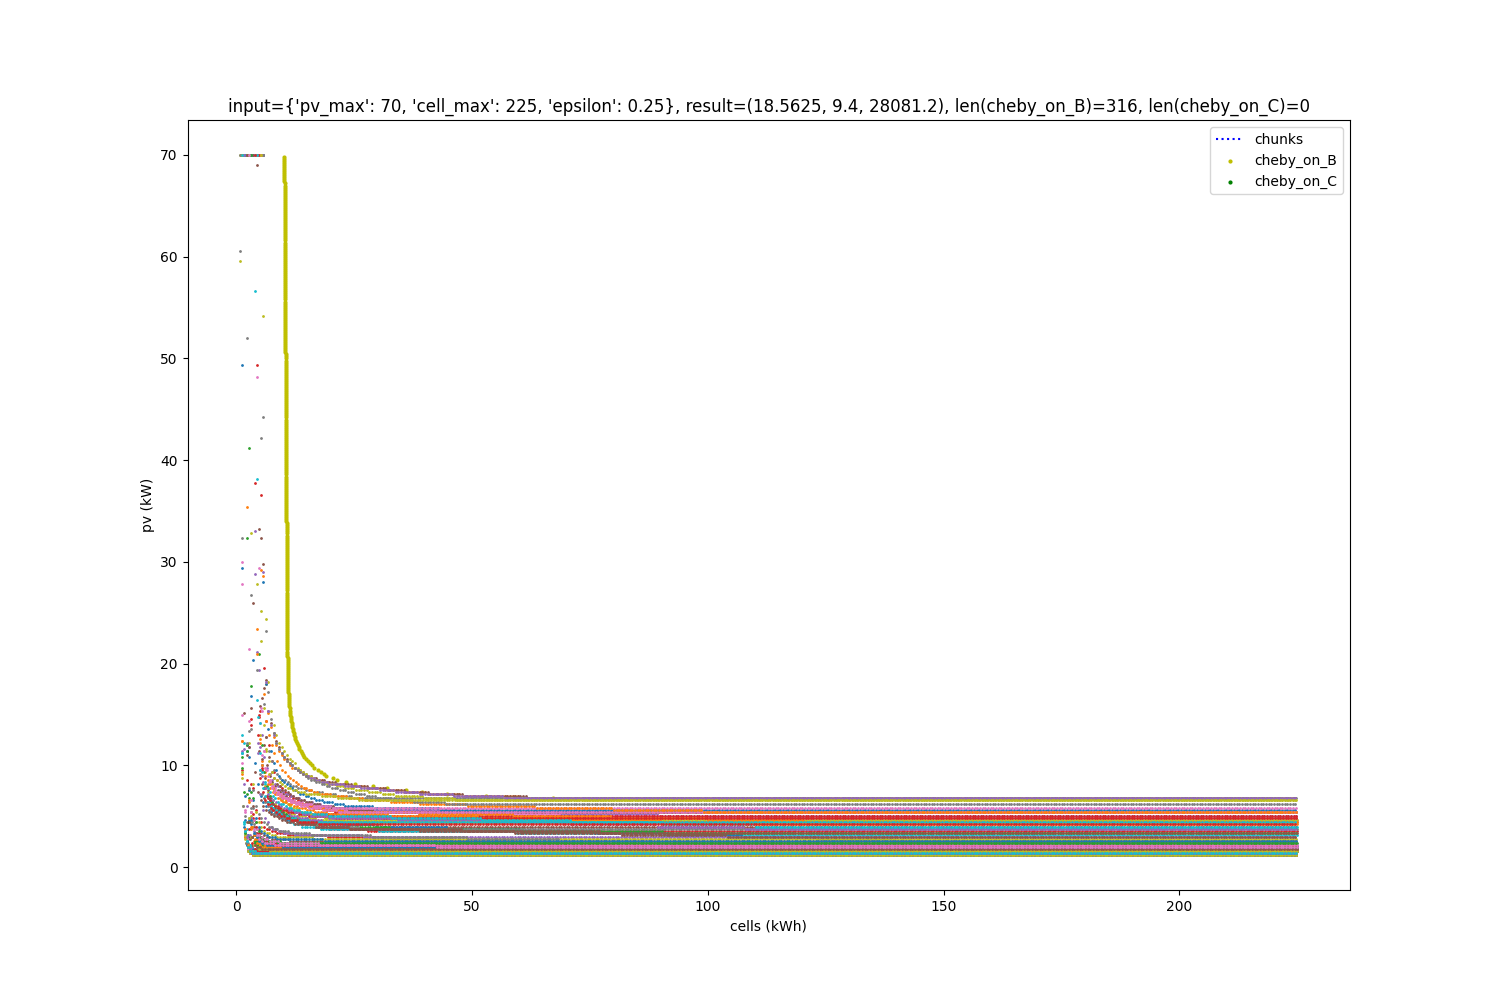 input={'pv_max': 70, 'cell_max': 225, 'epsilon': 0.25}, result=(18.5625, 9.4, 28081.2), len(cheby_on_B)=316, len(cheby_on_C)=0
chunks
cheby_on_B
cheby_on_C
70
60
50
40
30
20
10
0
pv (kW)
0 50 100 150 200
cells (kWh)